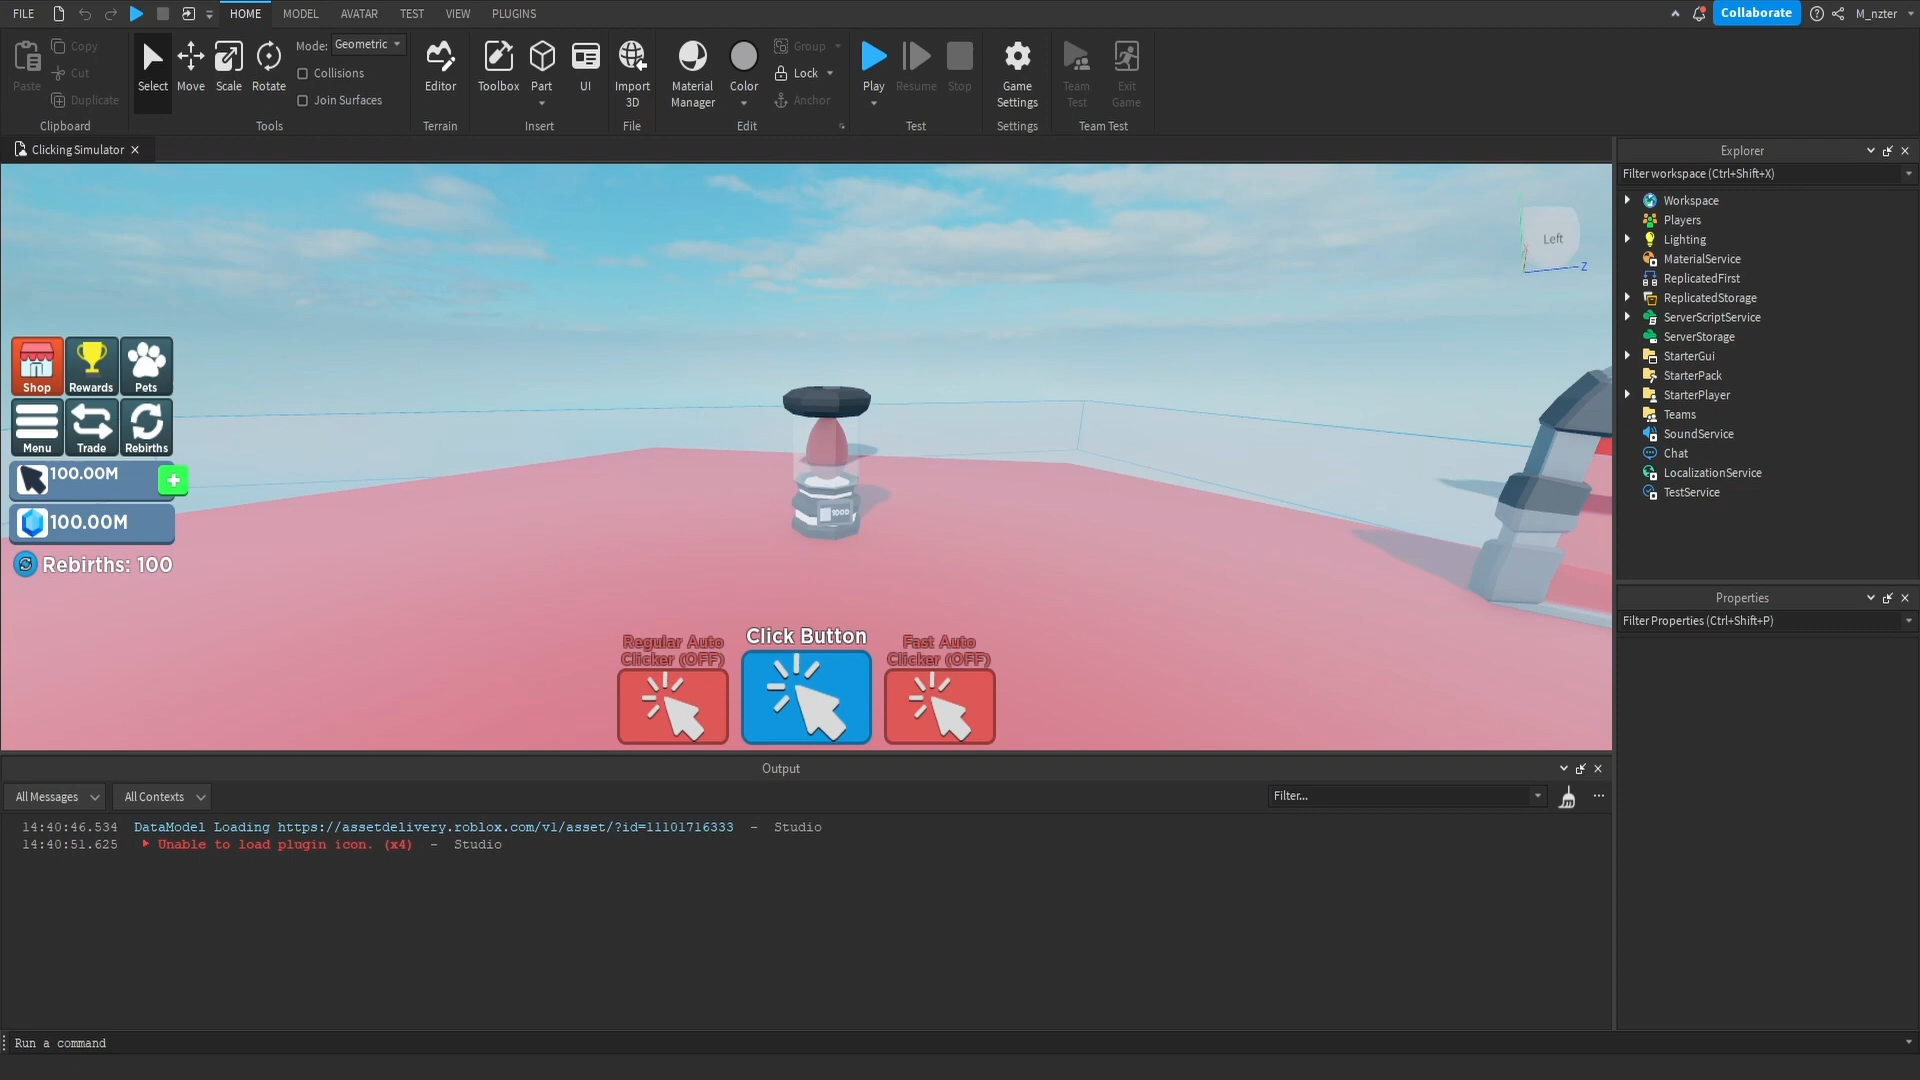 FILE
HOME
MODEL
AVATAR
TEST
VIEW
PLUGINS
Collaborate
M_nzter
Paste
Copy
Cut
Duplicate
Clipboard
Select
Move
Scale
Rotate
Mode: Geometric
Collisions
Join Surfaces
Tools
Editor
Terrain
Toolbox
Part
UI
Insert
Import
3D
File
Material
Manager
Color
Group
Lock
Anchor
Edit
Play
Resume
Stop
Test
Game
Settings
Settings
Team
Test
Exit
Game
Team Test
Clicking Simulator
Left
Z
Shop
Rewards
Pets
Menu
Trade
Rebirths
100.00M
+
100.00M
Rebirths: 100
1000
Regular Auto
Clicker (OFF)
Click Button
Fast Auto
Clicker (OFF)
Explorer
Filter workspace (Ctrl+Shift+X)
Workspace
Players
Lighting
MaterialService
ReplicatedFirst
ReplicatedStorage
ServerScriptService
ServerStorage
StarterGui
StarterPack
StarterPlayer
Teams
SoundService
Chat
LocalizationService
TestService
Properties
Filter Properties (Ctrl+Shift+P)
Output
All Messages
All Contexts
Filter...
14:40:46.534 DataModel Loading https://assetdelivery.roblox.com/v1/asset/?id=11101716333 - Studio
14:40:51.625 Unable to load plugin icon. (x4) - Studio
Run a command